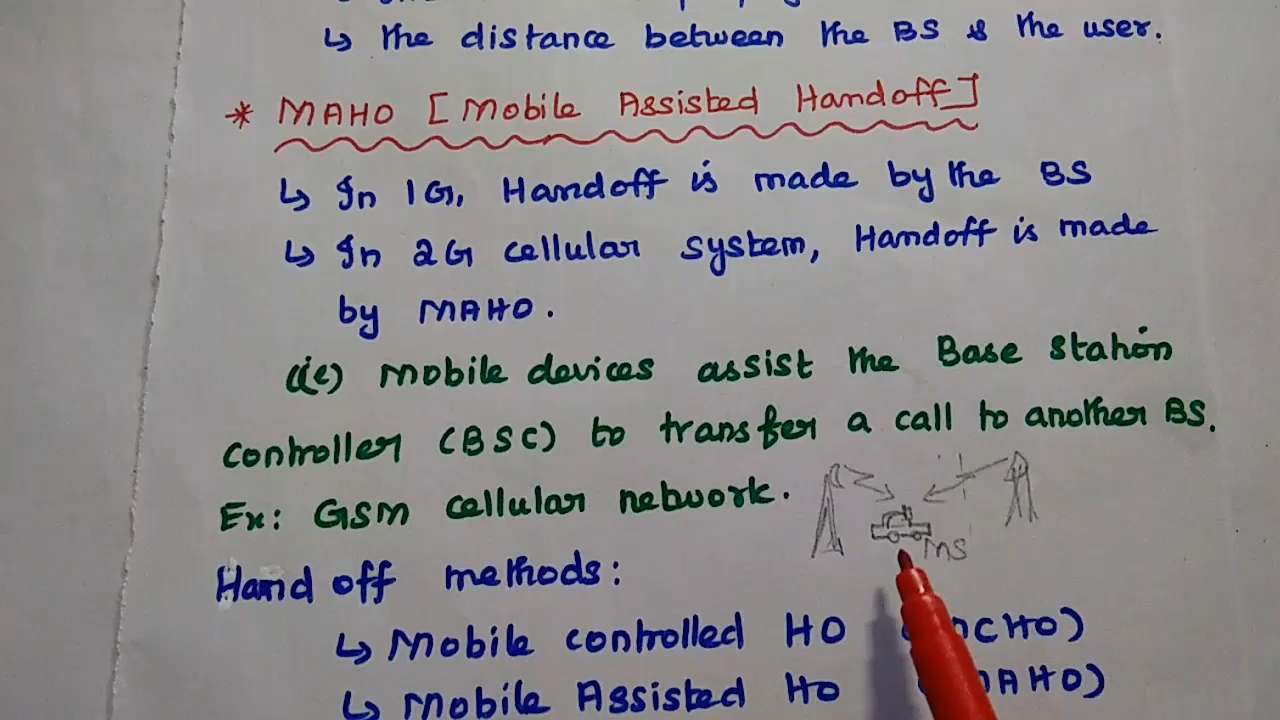 ↳ the distance between the BS & the user.
* MAHO [Mobile Assisted Handoff]
↳ In 1G, Handoff is made by the BS
↳ In 2G cellular system, Handoff is made
by MAHO.
(ie) Mobile devices assist the Base Station
controller (BSC) to transfer a call to another BS.
Ex: GSM cellular network.
MS
Hand off methods:
↳ Mobile controlled HO CHO)
↳ Mobile Assisted HO AHO)